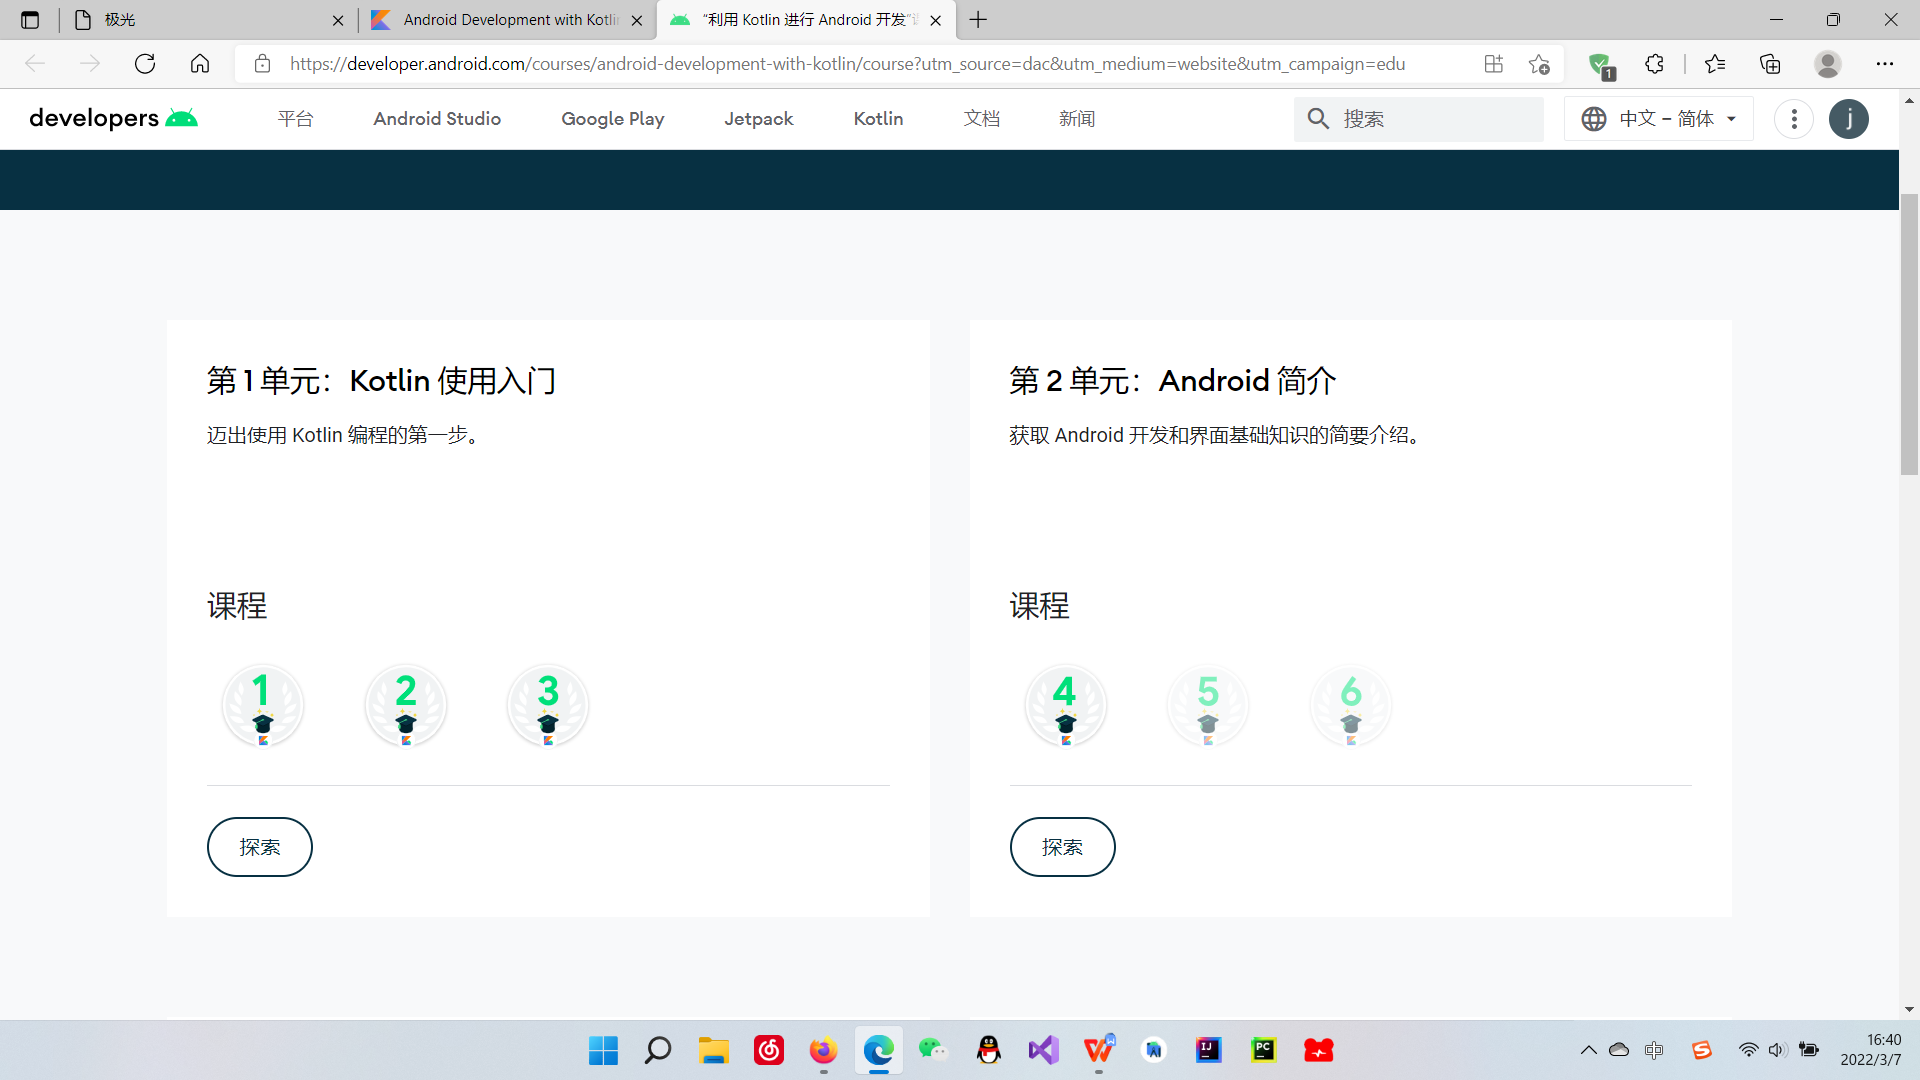 极光
Android Development with Kotlin
“利用 Kotlin 进行 Android 开发”
https://developer.android.com/courses/android-development-with-kotlin/course?utm_source=dac&utm_medium=website&utm_campaign=edu
1
developers
平台
Android Studio
Google Play
Jetpack
Kotlin
文档
新闻
搜索
中文 – 简体
j
第 1 单元：Kotlin 使用入门
迈出使用 Kotlin 编程的第一步。
课程
1
2
3
探索
第 2 单元：Android 简介
获取 Android 开发和界面基础知识的简要介绍。
课程
4
5
6
探索
IJ
PC
中
16:40
2022/3/7